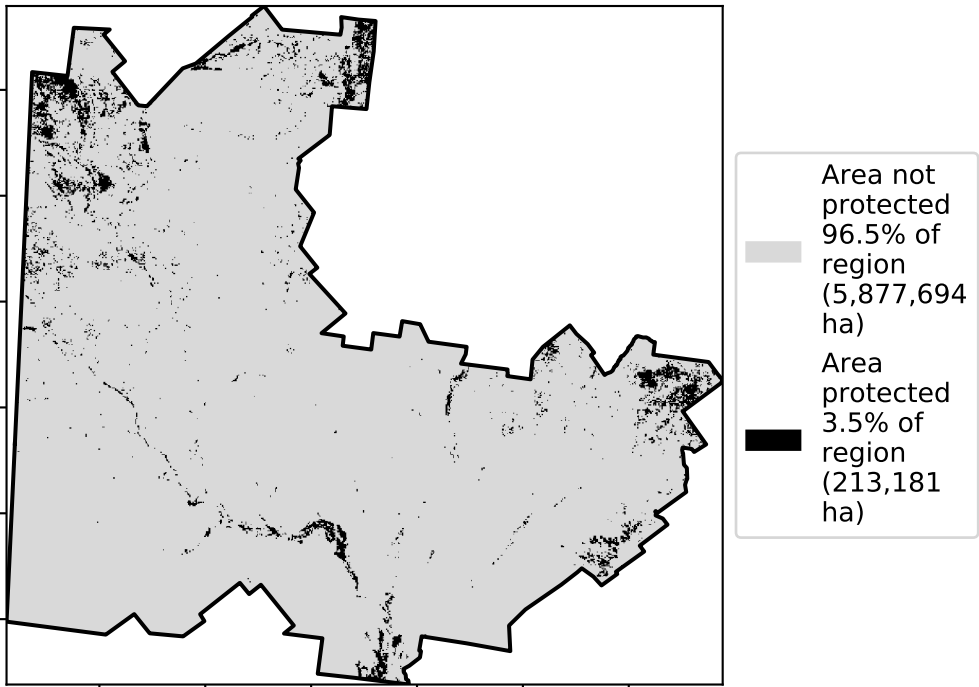 Area not
protected
96.5% of
region
(5,877,694
ha)
Area
protected
3.5% of
region
(213,181
ha)